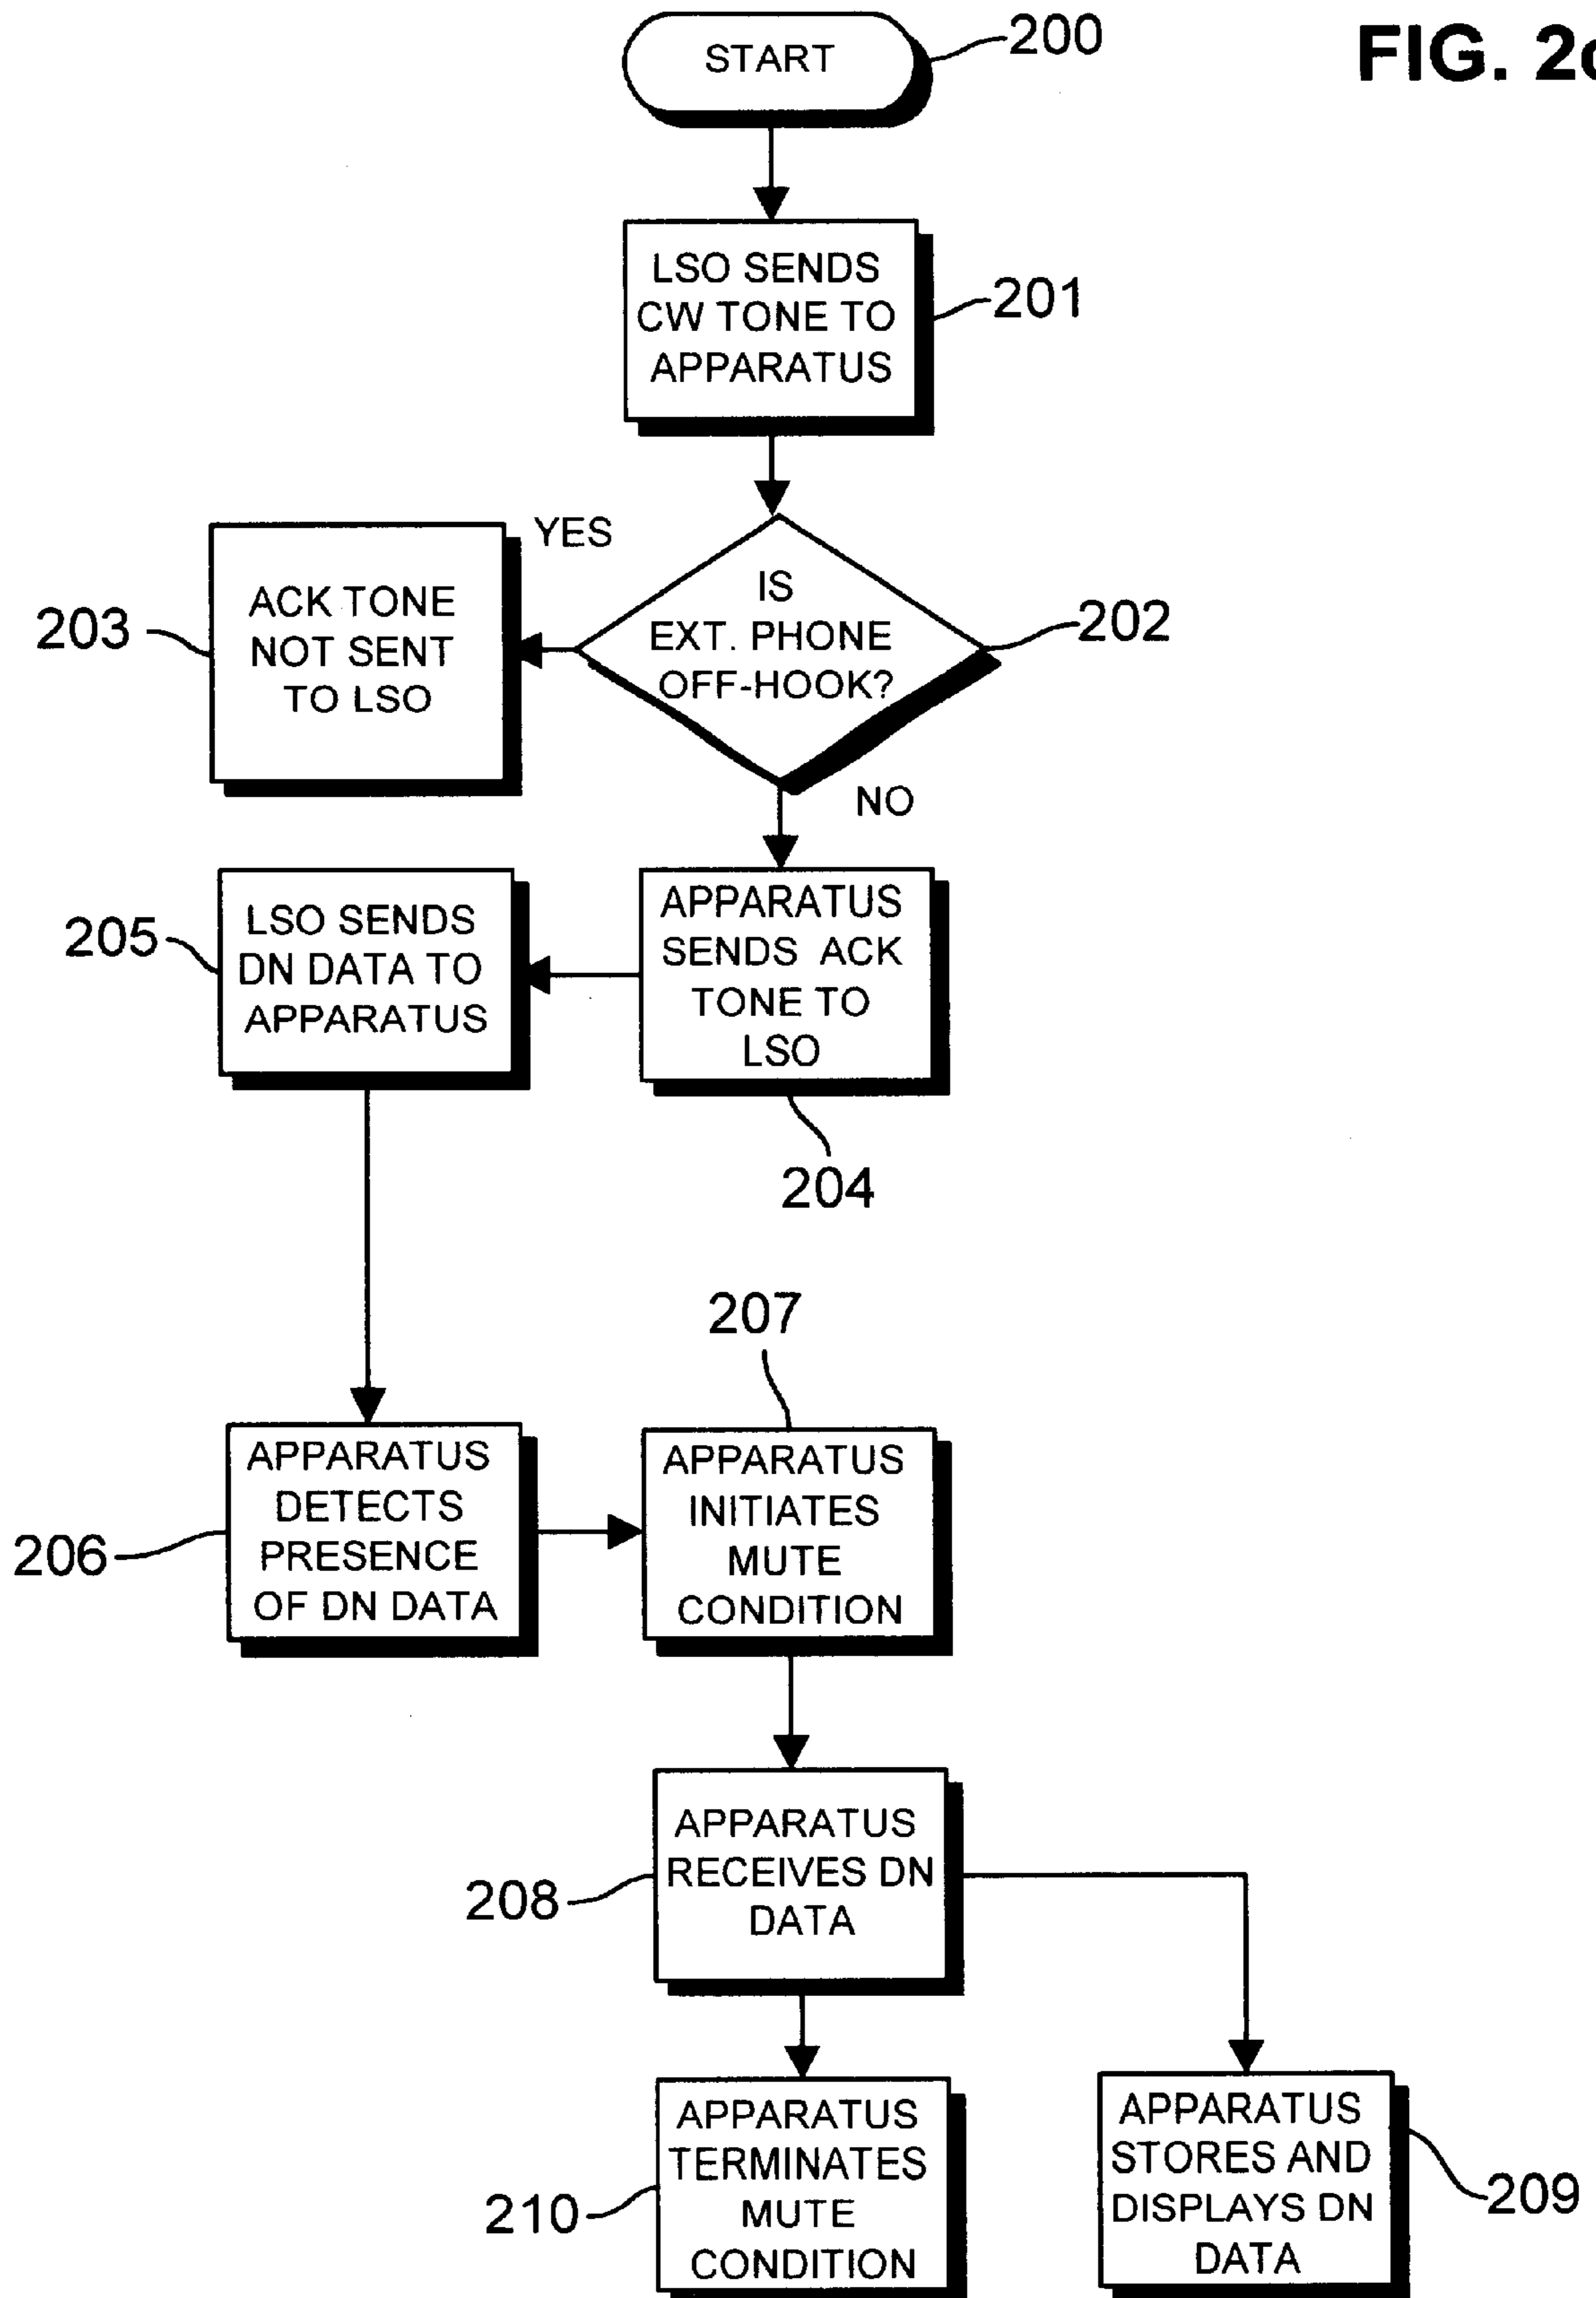 FIG. 2
START
200
LSO SENDS
CW TONE TO
APPARATUS
201
YES
IS
EXT. PHONE
OFF-HOOK?
202
203
ACK TONE
NOT SENT
TO LSO
NO
205
LSO SENDS
DN DATA TO
APPARATUS
APPARATUS
SENDS ACK
TONE TO
LSO
204
207
206
APPARATUS
DETECTS
PRESENCE
OF DN DATA
APPARATUS
INITIATES
MUTE
CONDITION
208
APPARATUS
RECEIVES DN
DATA
210
APPARATUS
TERMINATES
MUTE
CONDITION
APPARATUS
STORES AND
DISPLAYS DN
DATA
209